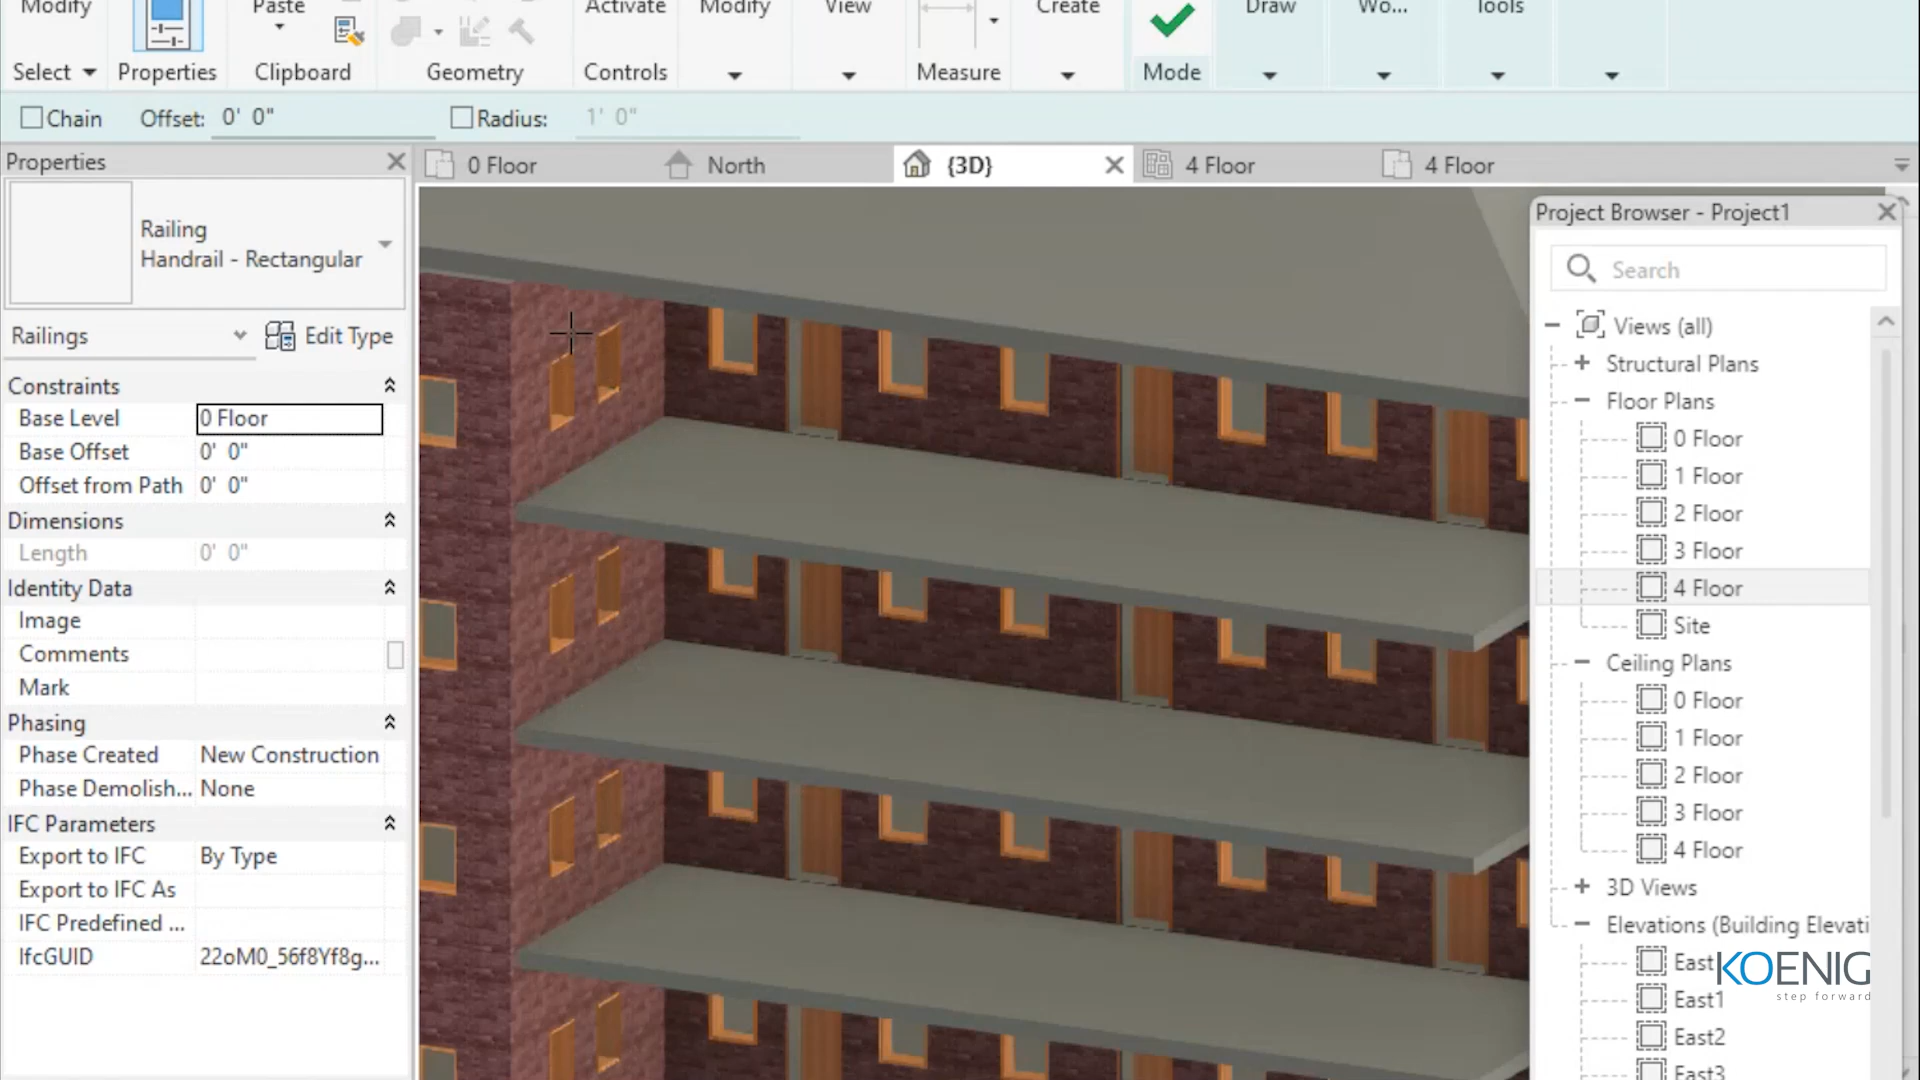 Modify
Paste
Activate
Modify
View
Create
Draw
Wo...
Tools
Select
Properties
Clipboard
Geometry
Controls
Measure
Mode
Chain
Offset: 0' 0"
Radius: 1' 0"
Properties
0 Floor
North
{3D}
4 Floor
4 Floor
Railing
Handrail - Rectangular
Railings
Edit Type
Constraints
Base Level 0 Floor
Base Offset 0' 0"
Offset from Path 0' 0"
Dimensions
Length 0' 0"
Identity Data
Image
Comments
Mark
Phasing
Phase Created New Construction
Phase Demolish... None
IFC Parameters
Export to IFC By Type
Export to IFC As
IFC Predefined ...
IfcGUID 22oM0_56f8Yf8g...
Project Browser - Project1
Search
Views (all)
Structural Plans
Floor Plans
0 Floor
1 Floor
2 Floor
3 Floor
4 Floor
Site
Ceiling Plans
0 Floor
1 Floor
2 Floor
3 Floor
4 Floor
3D Views
Elevations (Building Elevati
East
East1
East2
East3
KOENIG
step forward